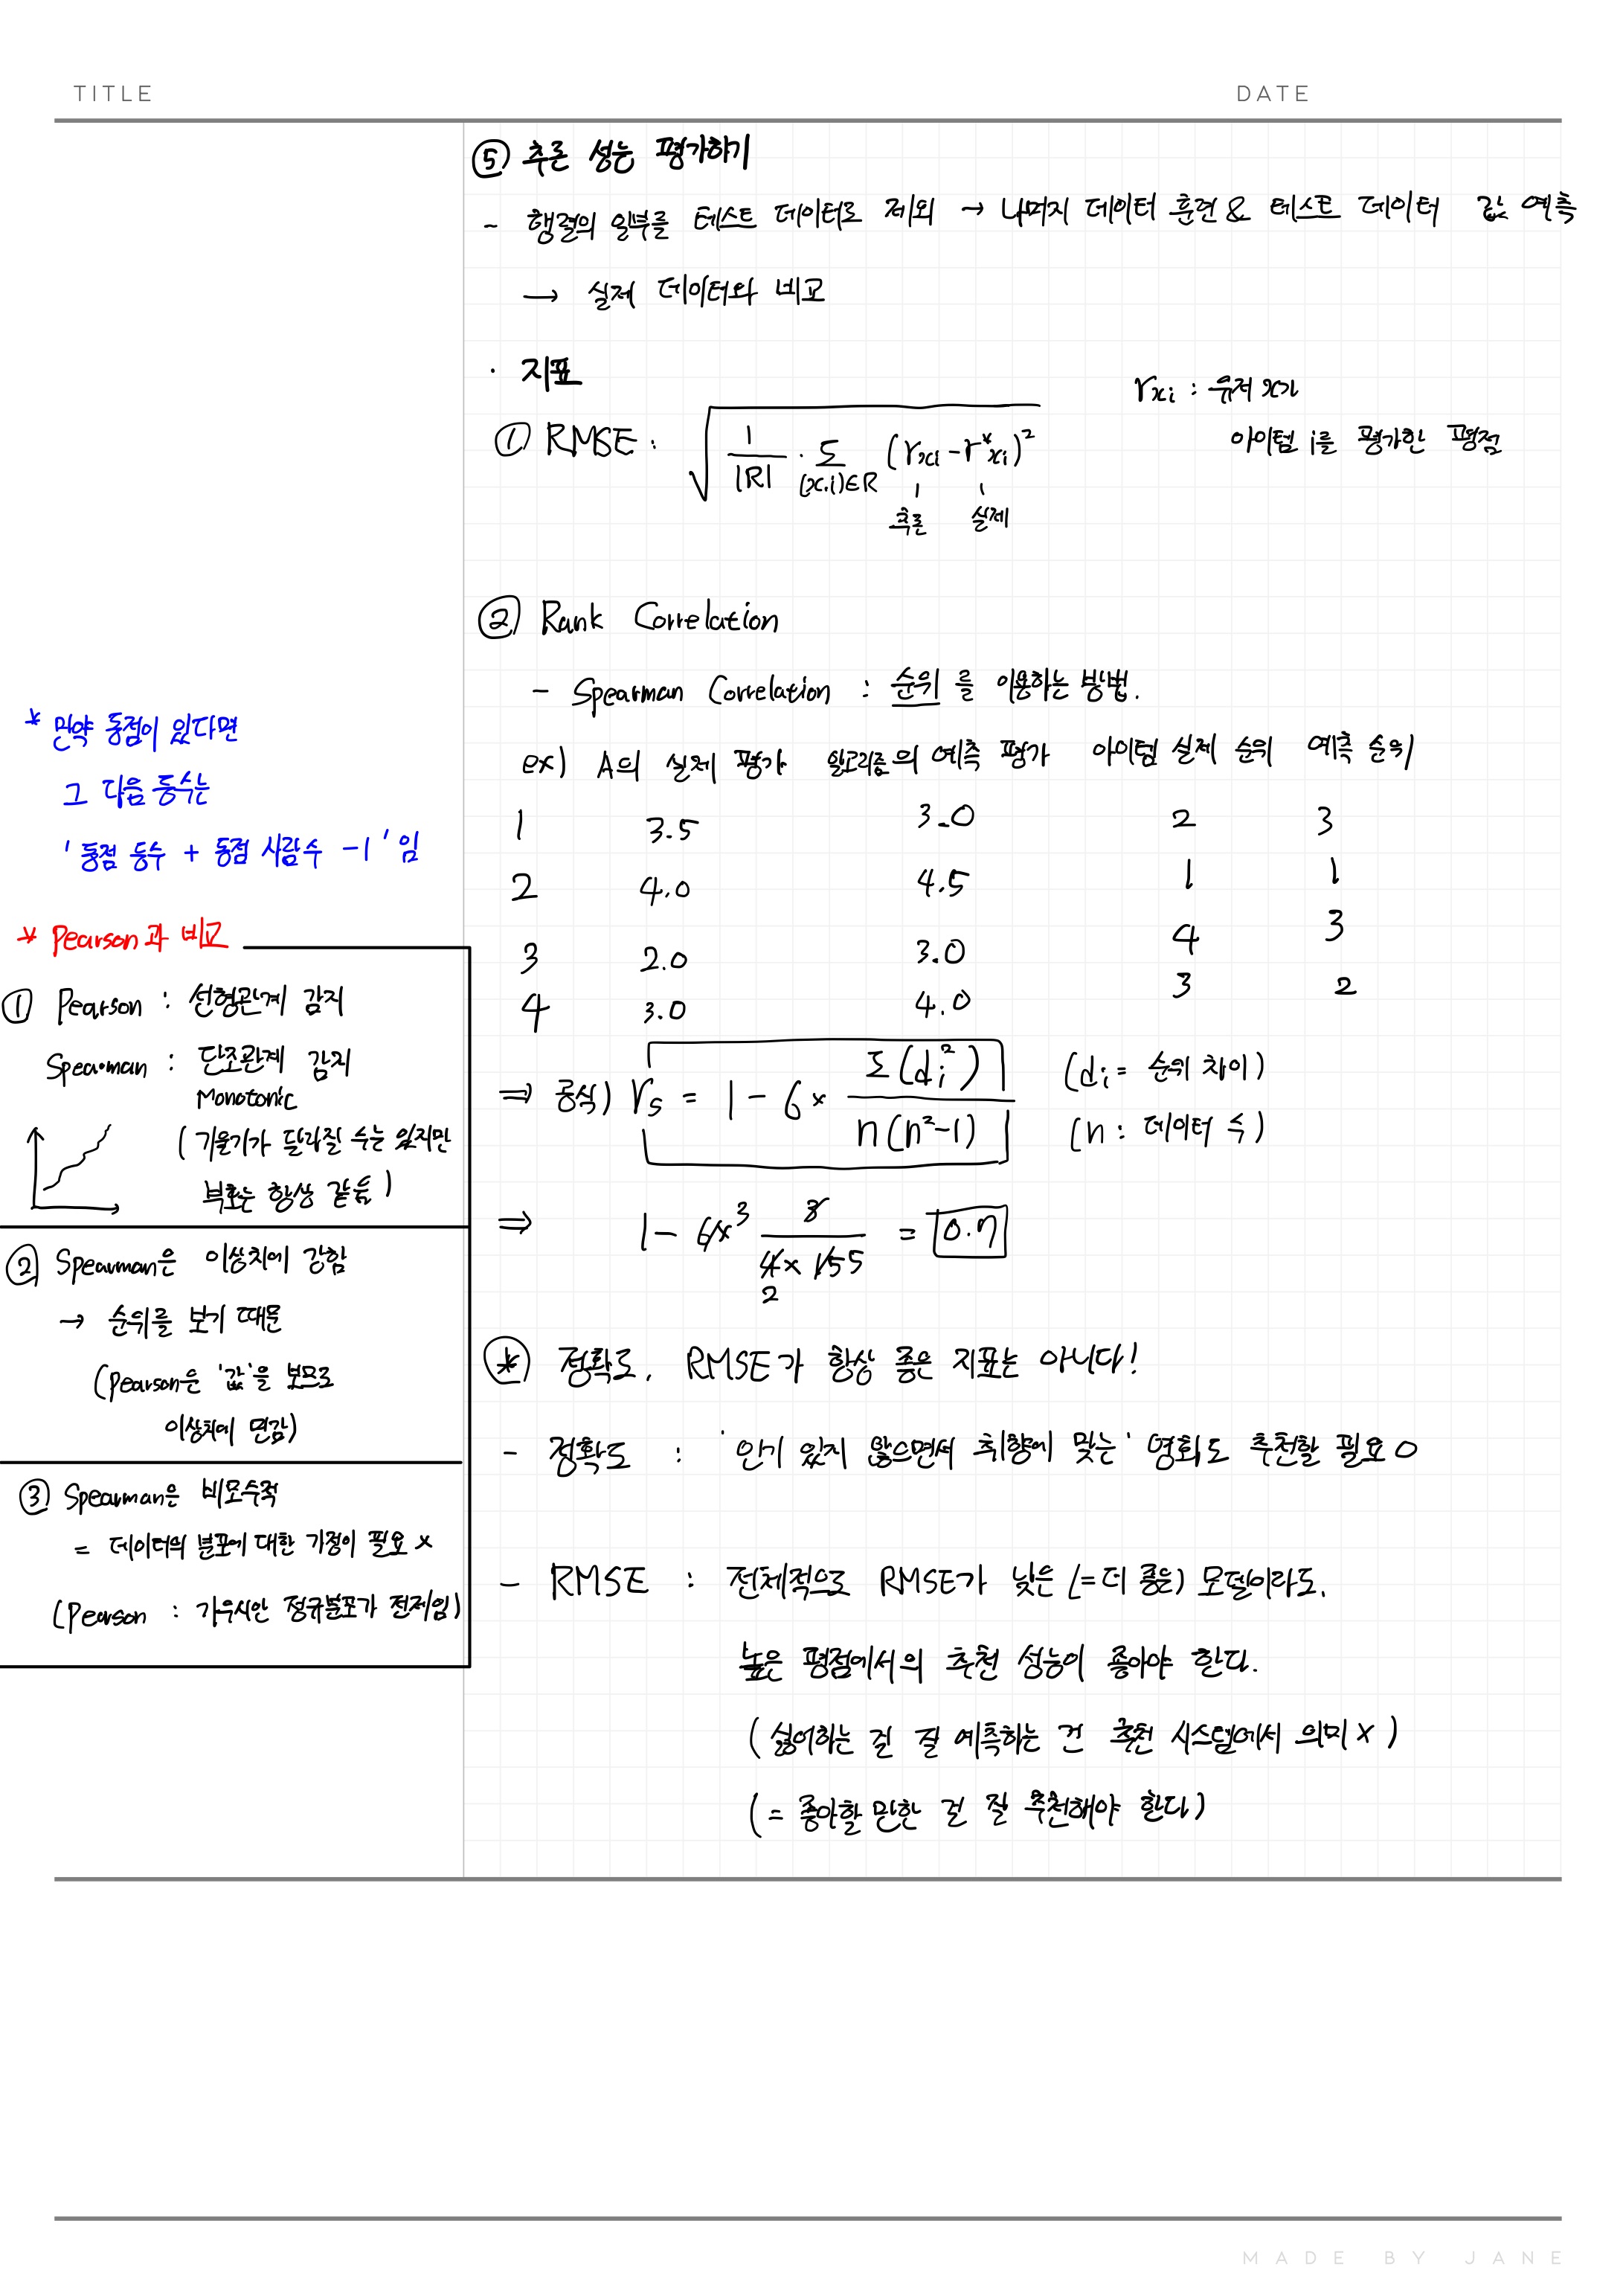 TITLE
DATE
⑤ 추론 성능 평가하기
- 행렬의 일부를 테스트 데이터로 제외 → 나머지 데이터 훈련 & 테스트 데이터 값 예측
→ 실제 데이터와 비교
· 지표
① RMSE : √ 1/|R| · Σ (x,i)∈R (r_xi - r*_xi)²
추론 실제
r_xi : 유저 x가
아이템 i를 평가한 평점
② Rank Correlation
- Spearman Correlation : 순위를 이용하는 방법.
ex) A의 실제 평가 알고리즘의 예측 평가 아이템 실제 순위 예측 순위
1 3.5 3.0 2 3
2 4.0 4.5 1 1
3 2.0 3.0 4 3
4 3.0 4.0 3 2
⇒ 공식) r_s = 1 - 6 × Σ(d_i²) / n(n²-1) (d_i = 순위 차이)
(n : 데이터 수)
⇒ 1 - 6 × 3 3 / 4 × 15 5 = 0.7
2
* 정확도, RMSE가 항상 좋은 지표는 아니다!
- 정확도 : '인기 있지 않으면서 취향에 맞는' 영화도 추천할 필요 O
- RMSE : 전체적으로 RMSE가 낮은 (=더 좋은) 모델이라도,
높은 평점에서의 추천 성능이 좋아야 한다.
(싫어하는 걸 잘 예측하는 건 추천 시스템에서 의미 X)
(= 좋아할 만한 걸 잘 추천해야 한다)
* 만약 동점이 있다면
그 다음 등수는
'동점 등수 + 동점 사람수 -1' 임
* Pearson과 비교
① Pearson : 선형관계 감지
Spearman : 단조관계 감지
Monotonic
(기울기가 달라질 수는 있지만
부호는 항상 같음)
② Spearman은 이상치에 강함
→ 순위를 보기 때문
(Pearson은 '값'을 보므로
이상치에 민감)
③ Spearman은 비모수적
= 데이터의 분포에 대한 가정이 필요 X
(Pearson : 가우시안 정규분포가 전제임)
MADE BY JANE